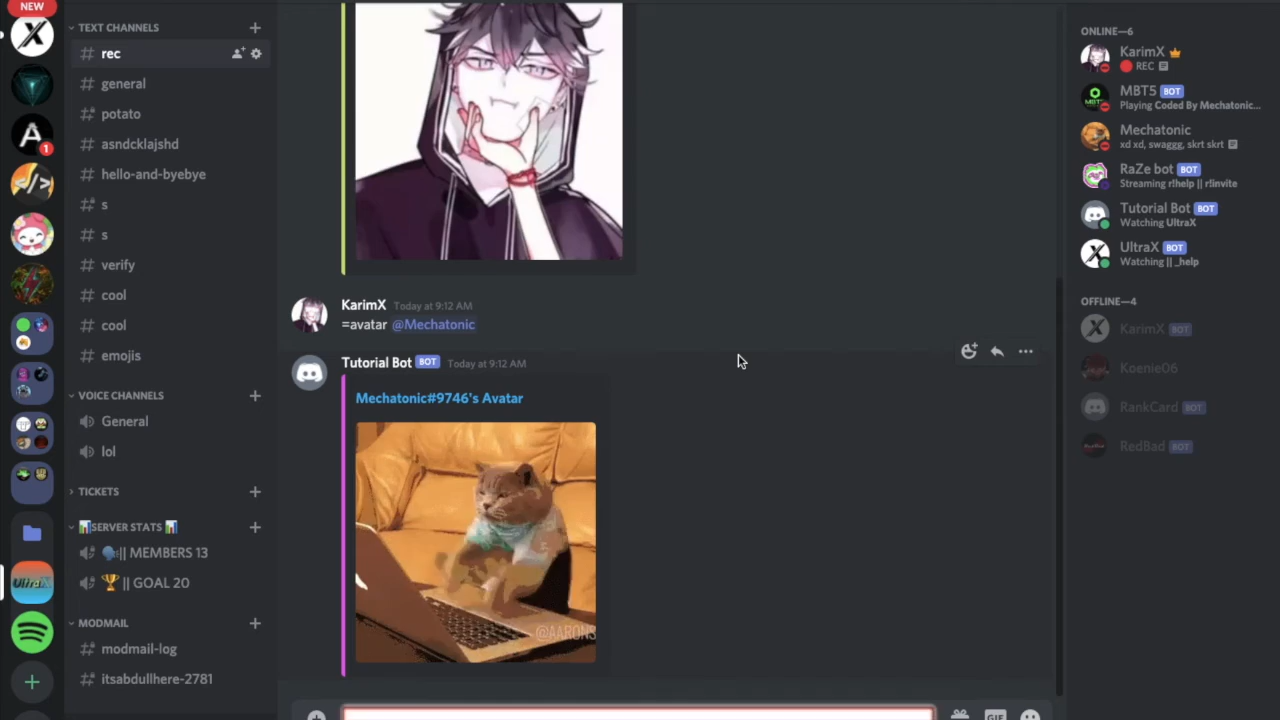 NEW
X
A
1
</>
UltraX
TEXT CHANNELS
rec
general
potato
asndcklajshd
hello-and-byebye
s
s
verify
cool
cool
emojis
VOICE CHANNELS
General
lol
TICKETS
📊SERVER STATS 📊
🗣|| MEMBERS 13
🏆 || GOAL 20
MODMAIL
modmail-log
itsabdullhere-2781
KarimX Today at 9:12 AM
=avatar @Mechatonic
Tutorial Bot BOT Today at 9:12 AM
Mechatonic#9746's Avatar
@AARONS
GIF
ONLINE—6
KarimX
🔴 REC
MBT5 BOT
Playing Coded By Mechatonic...
Mechatonic
xd xd, swaggg, skrt skrt
RaZe bot BOT
Streaming r!help || r!invite
Tutorial Bot BOT
Watching UltraX
UltraX BOT
Watching || _help
OFFLINE—4
KarimX BOT
Koenie06
RankCard BOT
RedBad BOT